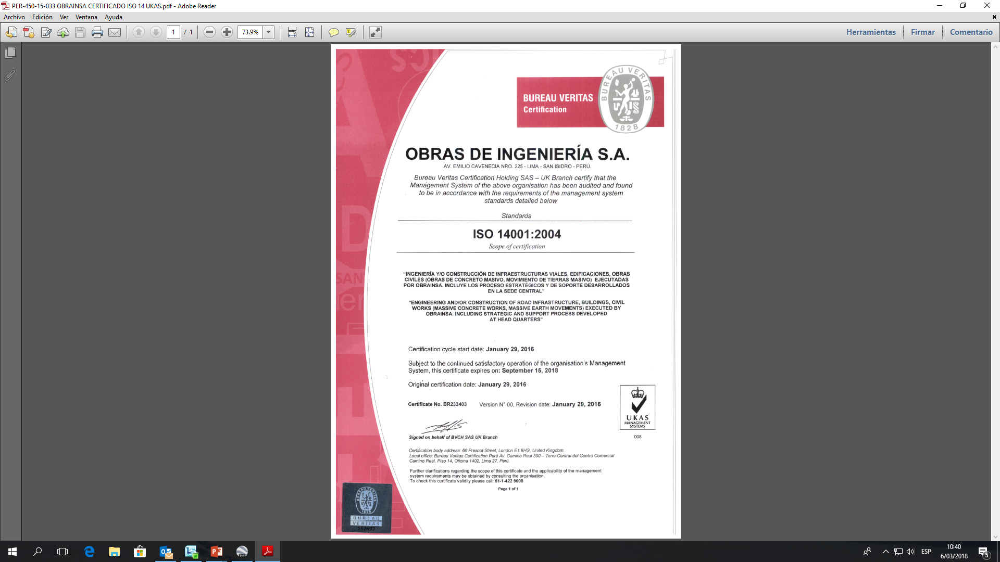 PER-450-15-033 OBRAINSA CERTIFICADO ISO 14 UKAS.pdf - Adobe Reader
Archivo Edición Ver Ventana Ayuda
1 / 1 73.9% Herramientas Firmar Comentario
BUREAU VERITAS
Certification
BUREAU VERITAS
1828
OBRAS DE INGENIERÍA S.A.
AV. EMILIO CAVENECIA NRO. 225 - LIMA - SAN ISIDRO - PERÚ.
Bureau Veritas Certification Holding SAS – UK Branch certify that the
Management System of the above organisation has been audited and found
to be in accordance with the requirements of the management system
standards detailed below
Standards
ISO 14001:2004
Scope of certification
“INGENIERÍA Y/O CONSTRUCCIÓN DE INFRAESTRUCTURAS VIALES, EDIFICACIONES, OBRAS
CIVILES (OBRAS DE CONCRETO MASIVO, MOVIMIENTO DE TIERRAS MASIVO) EJECUTADAS
POR OBRAINSA. INCLUYE LOS PROCESO ESTRATÉGICOS Y DE SOPORTE DESARROLLADOS
EN LA SEDE CENTRAL”
“ENGINEERING AND/OR CONSTRUCTION OF ROAD INFRASTRUCTURE, BUILDINGS, CIVIL
WORKS (MASSIVE CONCRETE WORKS, MASSIVE EARTH MOVEMENTS) EXECUTED BY
OBRAINSA. INCLUDING STRATEGIC AND SUPPORT PROCESS DEVELOPED
AT HEAD QUARTERS”
Certification cycle start date: January 29, 2016
Subject to the continued satisfactory operation of the organisation's Management
System, this certificate expires on: September 15, 2018
Original certification date: January 29, 2016
Certificate No. BR233403 Version N° 00, Revision date: January 29, 2016
UKAS
MANAGEMENT
SYSTEMS
008
Signed on behalf of BVCH SAS UK Branch
Certification body address: 66 Prescot Street, London E1 8HG, United Kingdom.
Local office: Bureau Veritas Certification Perú Av. Camino Real 390 – Torre Central del Centro Comercial
Camino Real, Piso 14, Oficina 1402, Lima 27, Perú.
Further clarifications regarding the scope of this certificate and the applicability of the management
system requirements may be obtained by consulting the organisation.
To check this certificate validity please call: 51-1-422 9000
Page 1 of 1
BUREAU VERITAS
1828
BUREAU
VERITAS
152693
ESP
10:40
6/03/2018
5